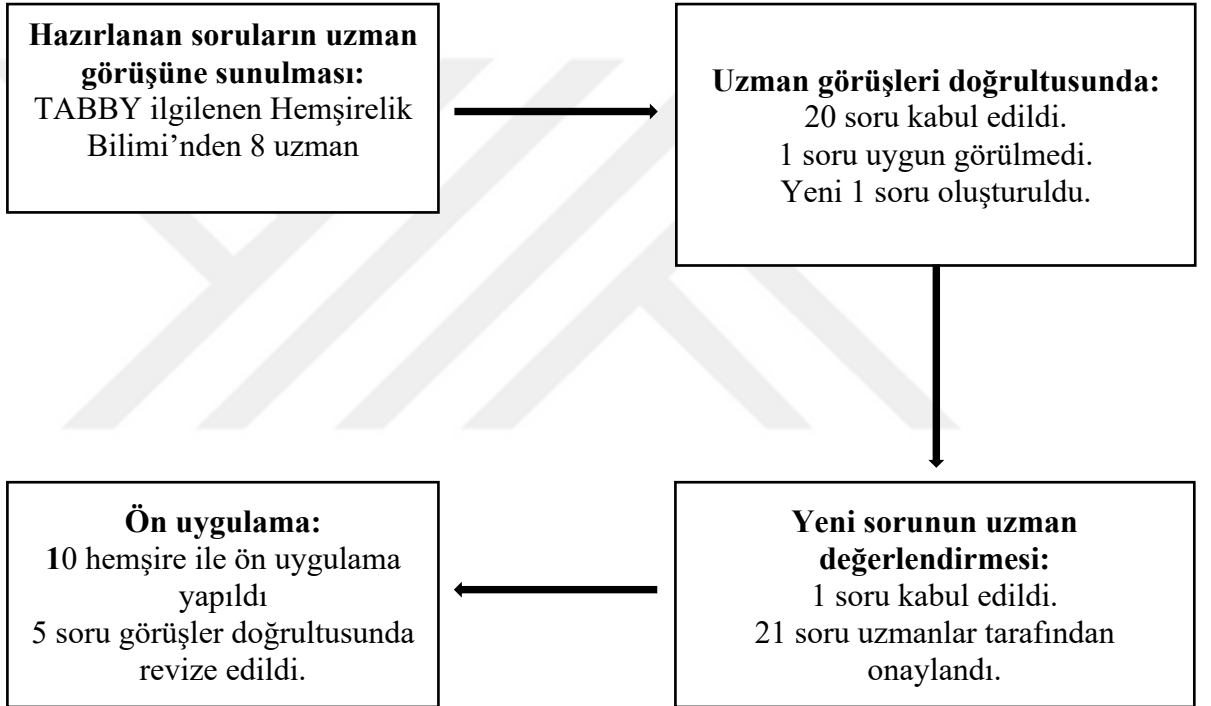 Hazırlanan soruların uzman
görüşüne sunulması:
TABBY ilgilenen Hemşirelik
Bilimi’nden 8 uzman
Uzman görüşleri doğrultusunda:
20 soru kabul edildi.
1 soru uygun görülmedi.
Yeni 1 soru oluşturuldu.
Yeni sorunun uzman
değerlendirmesi:
1 soru kabul edildi.
21 soru uzmanlar tarafından
onaylandı.
Ön uygulama:
10 hemşire ile ön uygulama
yapıldı
5 soru görüşler doğrultusunda
revize edildi.